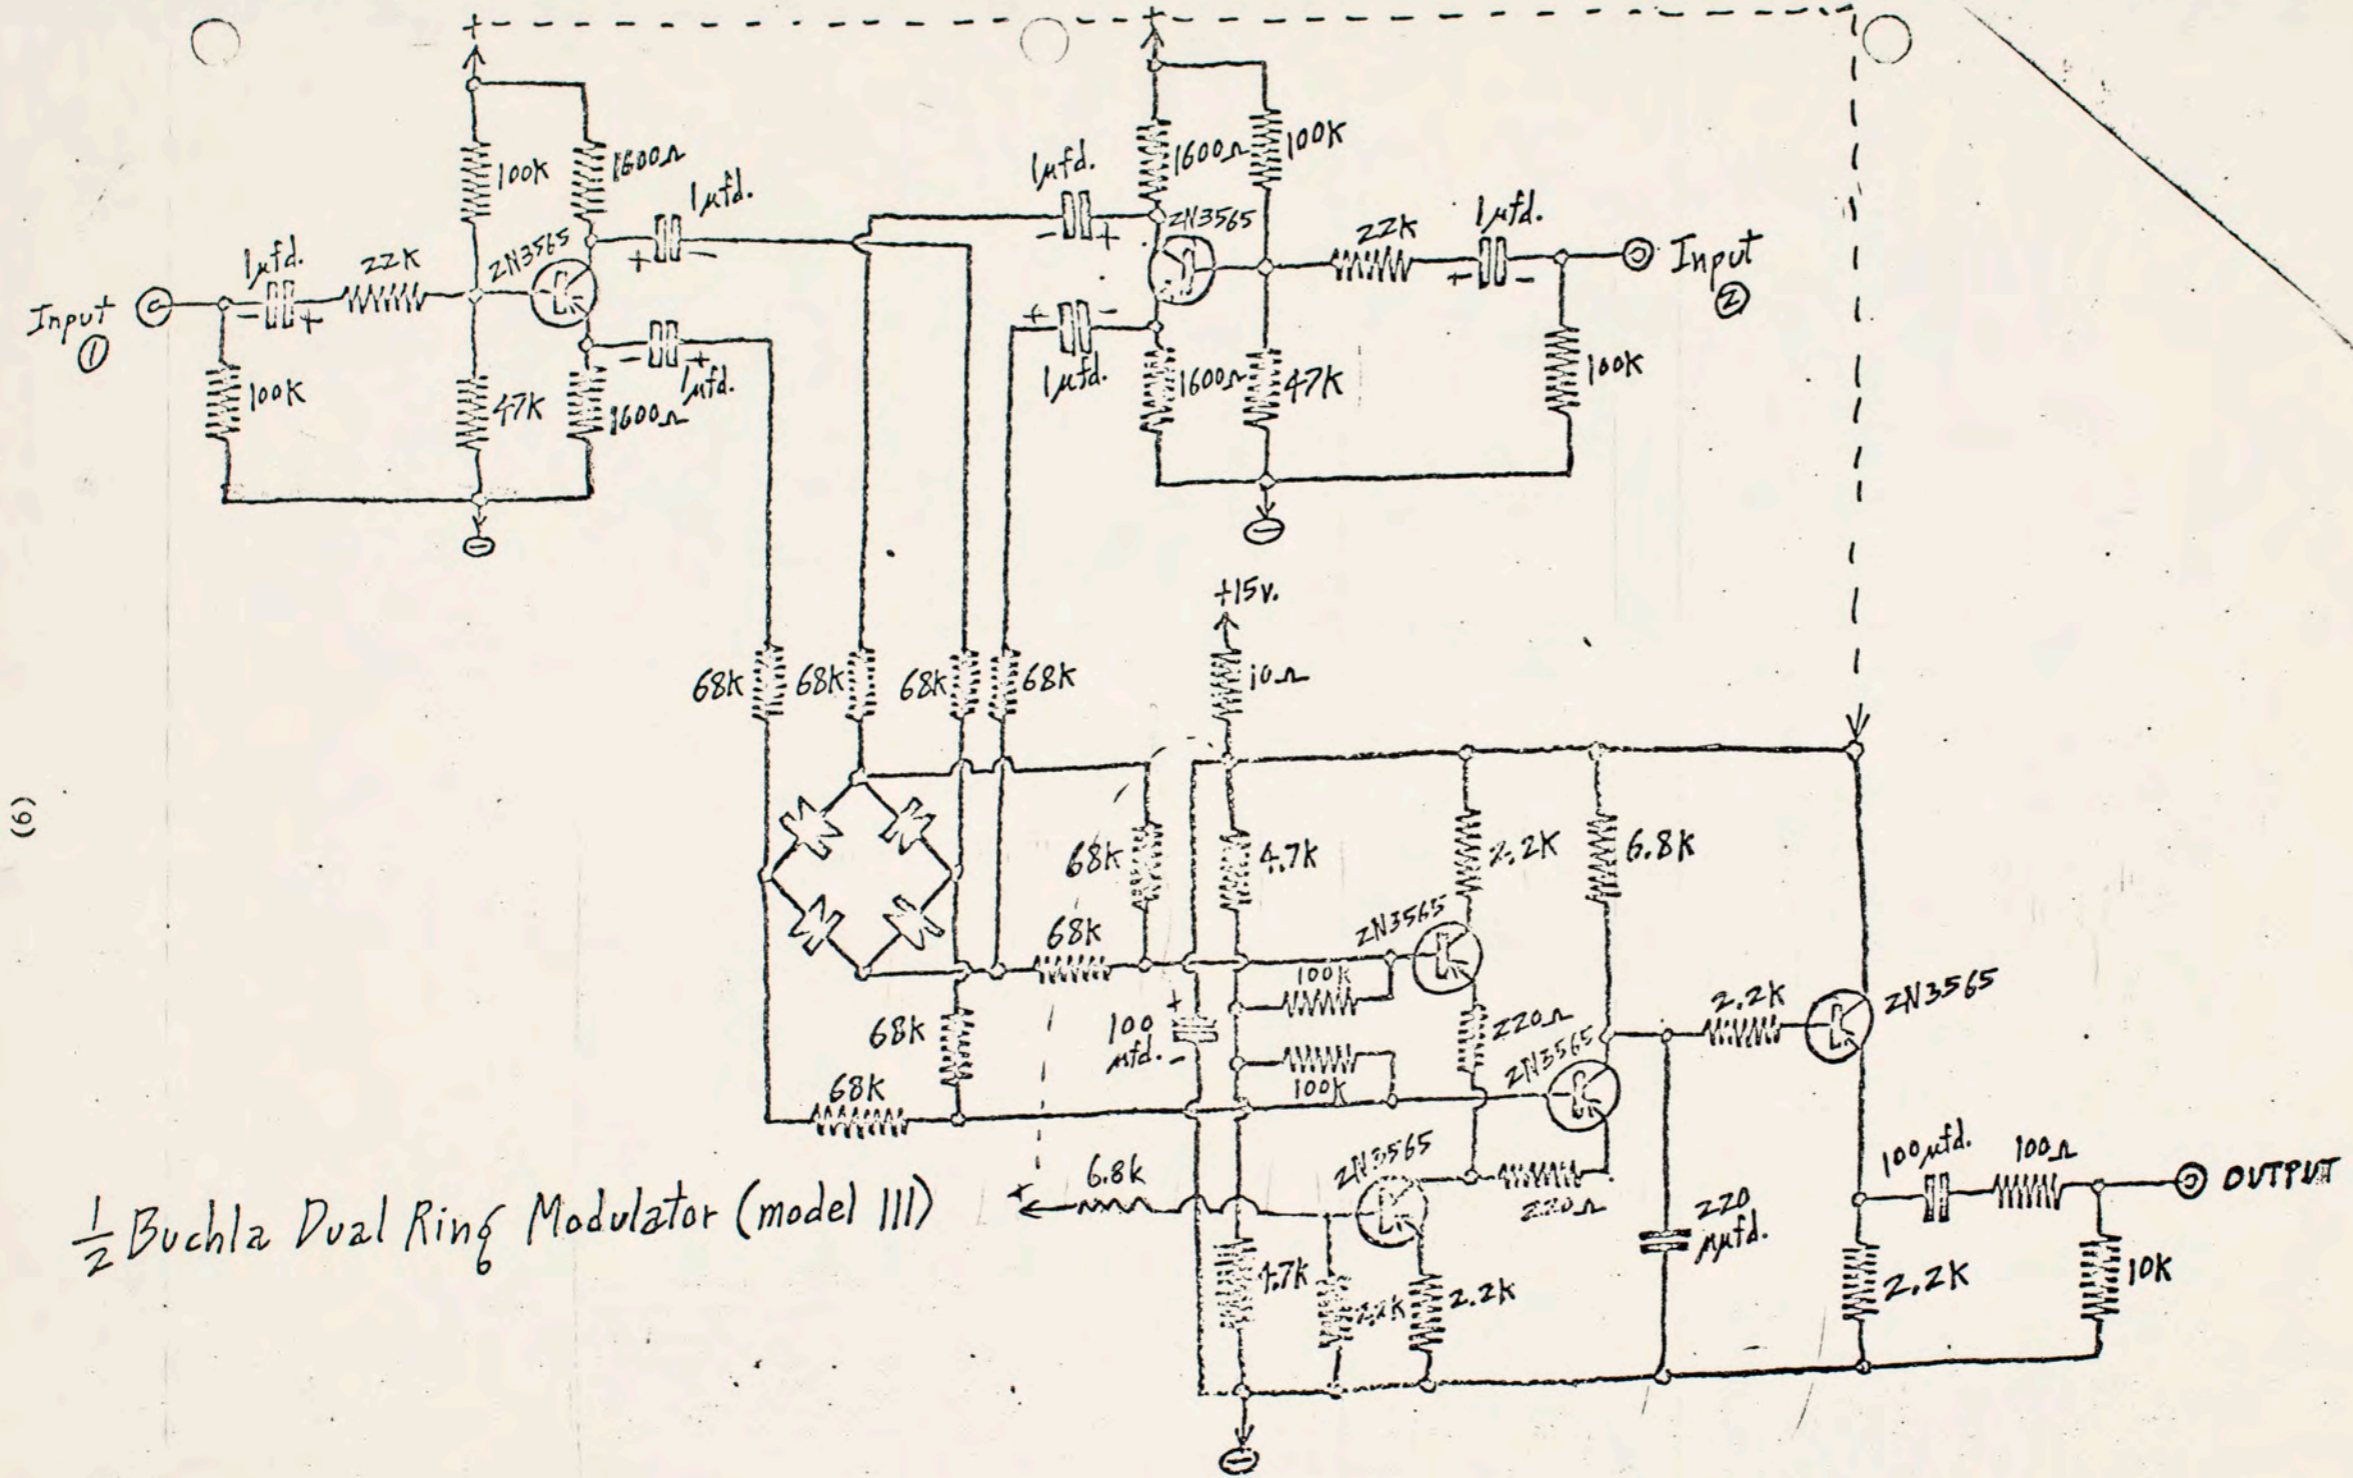 +
+
100K
1600Ω
1µfd.
2N3565
1µfd.
22K
Input
①
100K
47K
1600Ω
1µfd.
1µfd.
1600Ω
100K
2N3565
22K
1µfd.
Input
②
1µfd.
1600Ω
47K
100K
+15v.
10Ω
68K
68K
68K
68K
(6)
68K
4.7K
2.2K
6.8K
68K
2N3565
100K
2.2K
2N3565
68K
100
µfd.
220Ω
2N3565
100K
68K
100µfd.
100Ω
OUTPUT
6.8K
2N3565
220Ω
220
µµfd.
½ Buchla Dual Ring Modulator (model III)
4.7K
2.2K
2.2K
10K